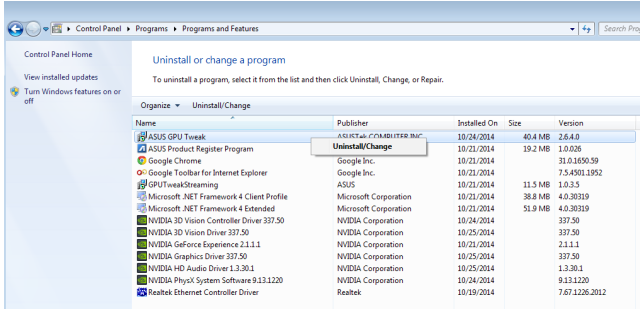 Control Panel Programs Programs and Features Search Pro
Control Panel Home
View installed updates
Turn Windows features on or
off
Uninstall or change a program
To uninstall a program, select it from the list and then click Uninstall, Change, or Repair.
Organize Uninstall/Change
Name Publisher Installed On Size Version
ASUS GPU Tweak ASUSTek COMPUTER INC. 10/24/2014 40.4 MB 2.6.4.0
Uninstall/Change
ASUS Product Register Program 10/21/2014 19.2 MB 1.0.026
Google Chrome Google Inc. 10/21/2014 31.0.1650.59
Google Toolbar for Internet Explorer Google Inc. 10/21/2014 7.5.4501.1952
GPUTweakStreaming ASUS 10/21/2014 11.5 MB 1.0.3.5
Microsoft .NET Framework 4 Client Profile Microsoft Corporation 10/21/2014 38.8 MB 4.0.30319
Microsoft .NET Framework 4 Extended Microsoft Corporation 10/21/2014 51.9 MB 4.0.30319
NVIDIA 3D Vision Controller Driver 337.50 NVIDIA Corporation 10/24/2014 337.50
NVIDIA 3D Vision Driver 337.50 NVIDIA Corporation 10/25/2014 337.50
NVIDIA GeForce Experience 2.1.1.1 NVIDIA Corporation 10/21/2014 2.1.1.1
NVIDIA Graphics Driver 337.50 NVIDIA Corporation 10/25/2014 337.50
NVIDIA HD Audio Driver 1.3.30.1 NVIDIA Corporation 10/25/2014 1.3.30.1
NVIDIA PhysX System Software 9.13.1220 NVIDIA Corporation 10/24/2014 9.13.1220
Realtek Ethernet Controller Driver Realtek 10/19/2014 7.67.1226.2012